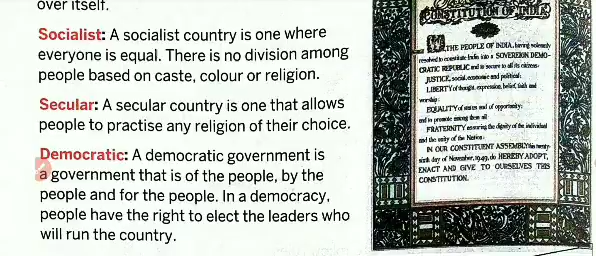 over itself.
Socialist: A socialist country is one where
everyone is equal. There is no division among
people based on caste, colour or religion.
Secular: A secular country is one that allows
people to practise any religion of their choice.
Democratic: A democratic government is
a government that is of the people, by the
people and for the people. In a democracy,
people have the right to elect the leaders who
will run the country.
CONSTITUTION OF INDIA
WE, THE PEOPLE OF INDIA, having solemnly
resolved to constitute India into a SOVEREIGN DEMO-
CRATIC REPUBLIC and to secure to all its citizens:
JUSTICE, social, economic and political;
LIBERTY of thought, expression, belief, faith and
worship;
EQUALITY of status and of opportunity;
and to promote among them all
FRATERNITY assuring the dignity of the individual
and the unity of the Nation;
IN OUR CONSTITUENT ASSEMBLY this twenty-
sixth day of November, 1949, do HEREBY ADOPT,
ENACT AND GIVE TO OURSELVES THIS
CONSTITUTION.